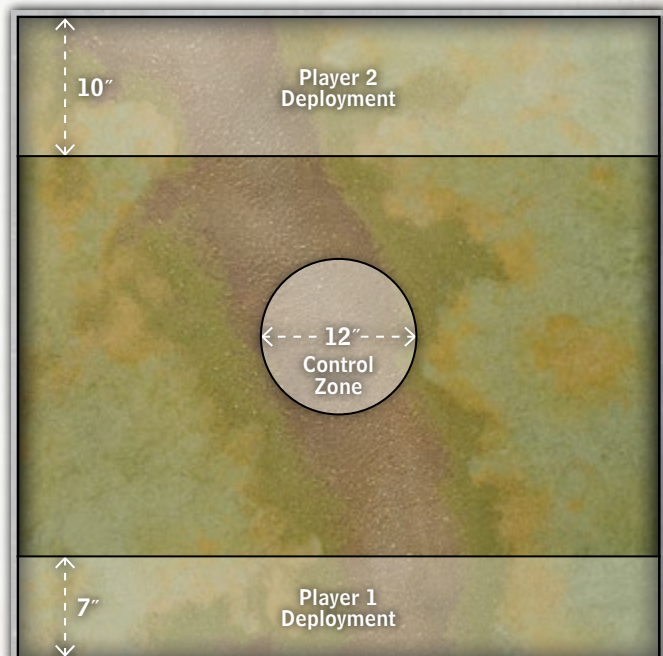 Player 2
Deployment
10″
12″
Control
Zone
Player 1
Deployment
7″